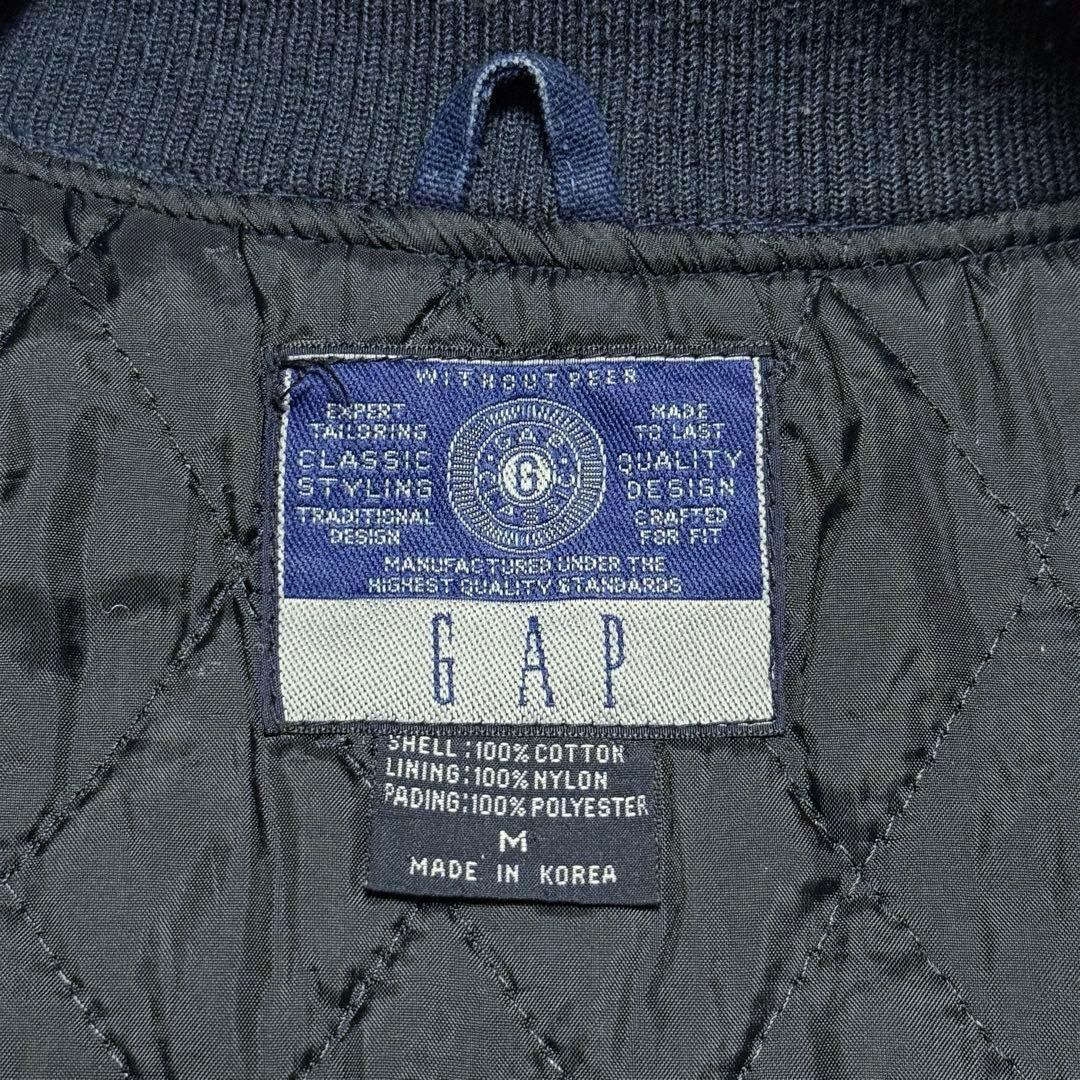 WITHOUT PEER
EXPERT
TAILORING
CLASSIC
STYLING
TRADITIONAL
DESIGN
G
MADE
TO LAST
QUALITY
DESIGN
CRAFTED
FOR FIT
MANUFACTURED UNDER THE
HIGHEST QUALITY STANDARDS
GAP
SHELL:100% COTTON
LINING:100% NYLON
PADING:100% POLYESTER
M
MADE IN KOREA